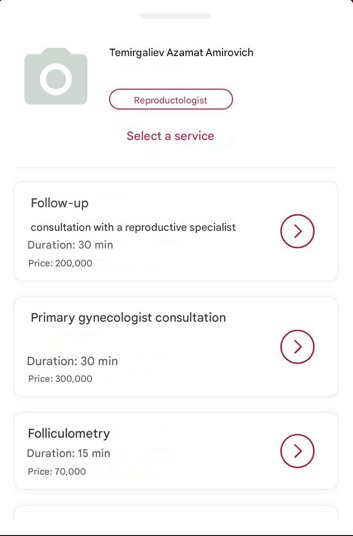 Temirgaliev Azamat Amirovich
Reproductologist
Select a service
Follow-up
consultation with a reproductive specialist
Duration: 30 min
Price: 200,000
Primary gynecologist consultation
Duration: 30 min
Price: 300,000
Folliculometry
Duration: 15 min
Price: 70,000